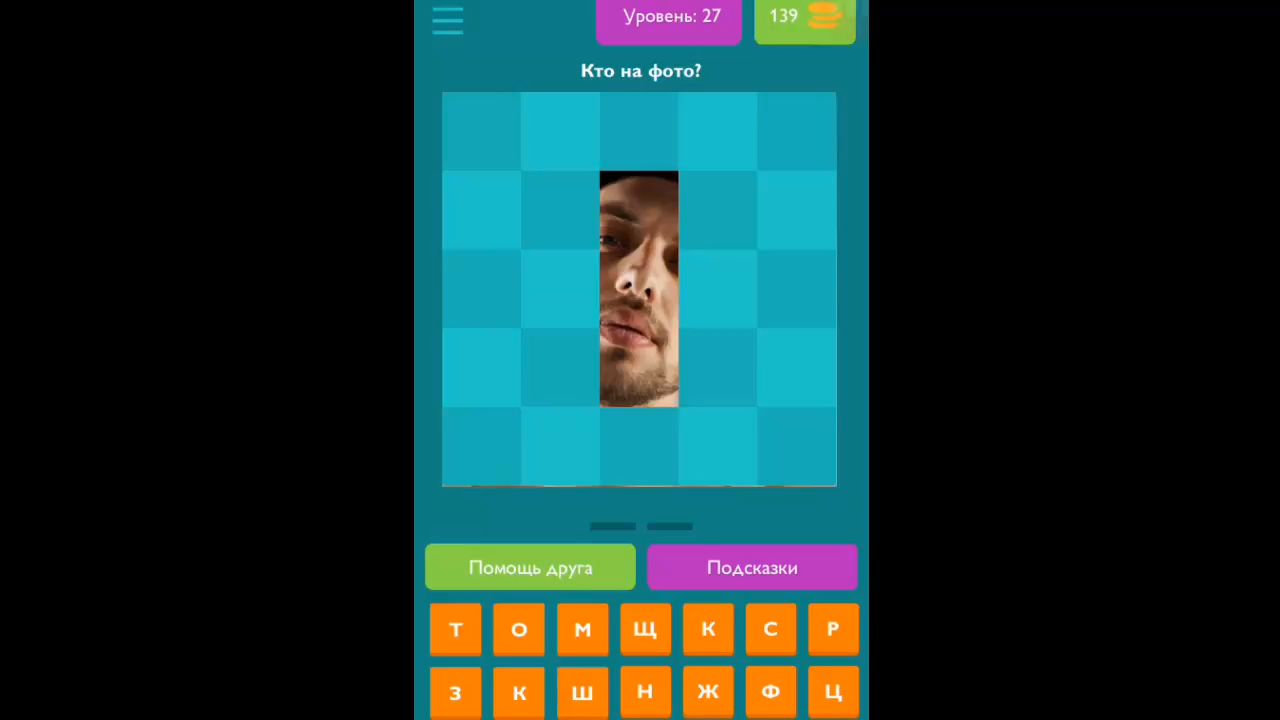 Уровень: 27
139
Кто на фото?
Помощь друга
Подсказки
Т О М Щ К С Р
З К Ш Н Ж Ф Ц